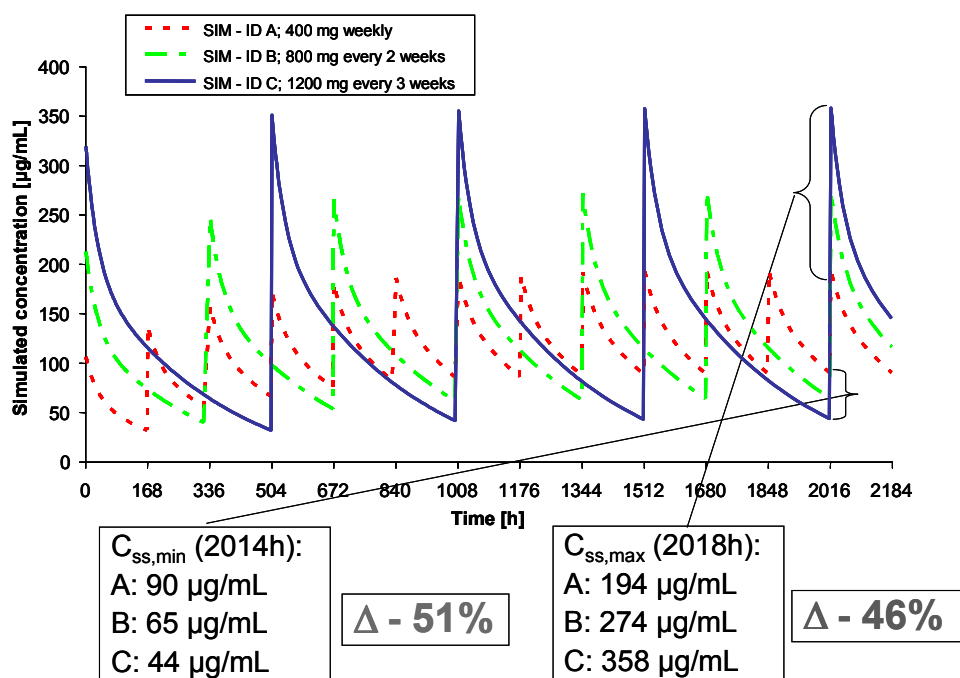 SIM - ID A; 400 mg weekly
SIM - ID B; 800 mg every 2 weeks
SIM - ID C; 1200 mg every 3 weeks
Simulated concentration [µg/mL]
400
350
300
250
200
150
100
50
0
0 168 336 504 672 840 1008 1176 1344 1512 1680 1848 2016 2184
Time [h]
Css,min (2014h):
A: 90 µg/mL
B: 65 µg/mL
C: 44 µg/mL
Δ - 51%
Css,max (2018h):
A: 194 µg/mL
B: 274 µg/mL
C: 358 µg/mL
Δ - 46%